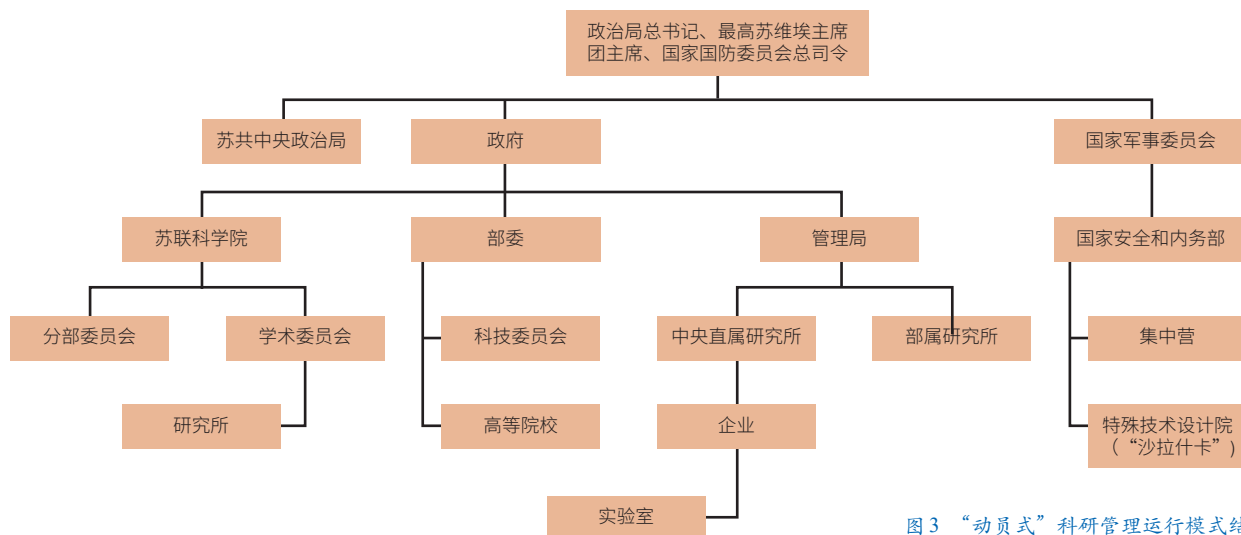 政治局总书记、最高苏维埃主席
团主席、国家国防委员会总司令
苏共中央政治局
政府
国家军事委员会
苏联科学院
部委
管理局
国家安全和内务部
分部委员会
学术委员会
科技委员会
中央直属研究所
部属研究所
集中营
研究所
高等院校
企业
特殊技术设计院
（“沙拉什卡”)
实验室
图3 “动员式”科研管理运行模式结